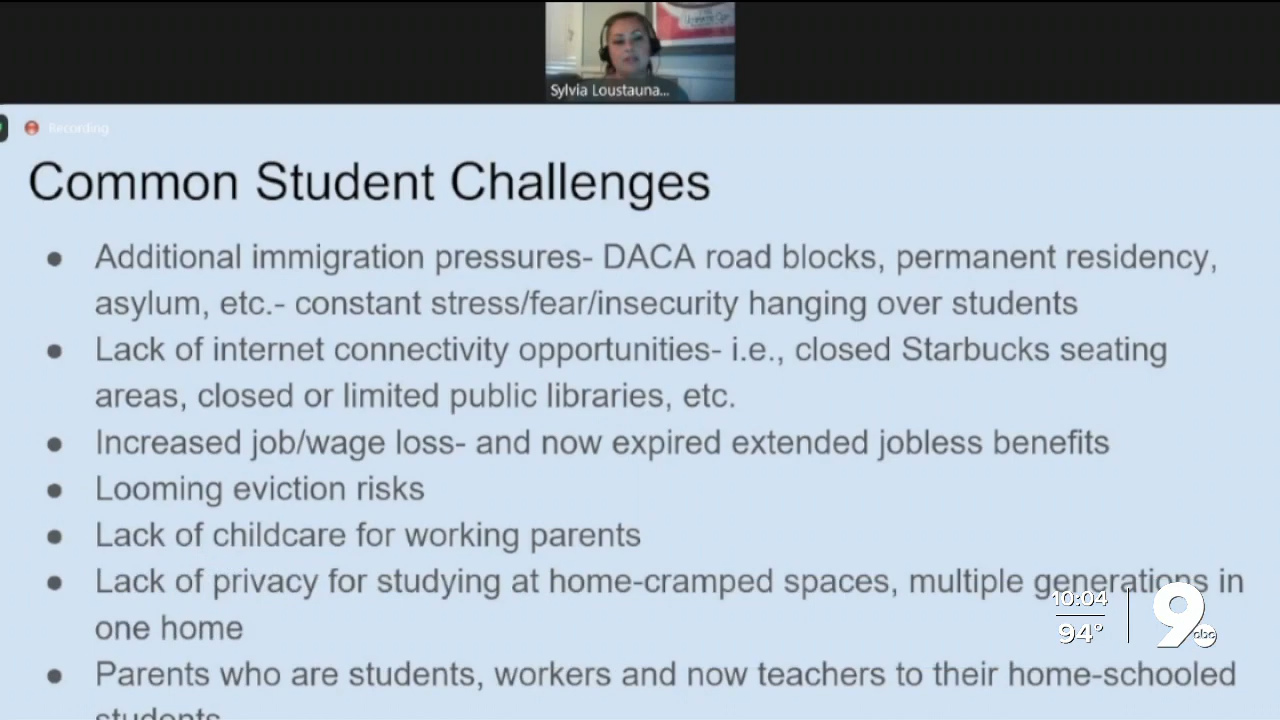 Sylvia Loustauna...
Recording
Common Student Challenges
● Additional immigration pressures- DACA road blocks, permanent residency,
asylum, etc.- constant stress/fear/insecurity hanging over students
● Lack of internet connectivity opportunities- i.e., closed Starbucks seating
areas, closed or limited public libraries, etc.
● Increased job/wage loss- and now expired extended jobless benefits
● Looming eviction risks
● Lack of childcare for working parents
● Lack of privacy for studying at home-cramped spaces, multiple generations in
one home
● Parents who are students, workers and now teachers to their home-schooled
students
10:04
94°
9
abc